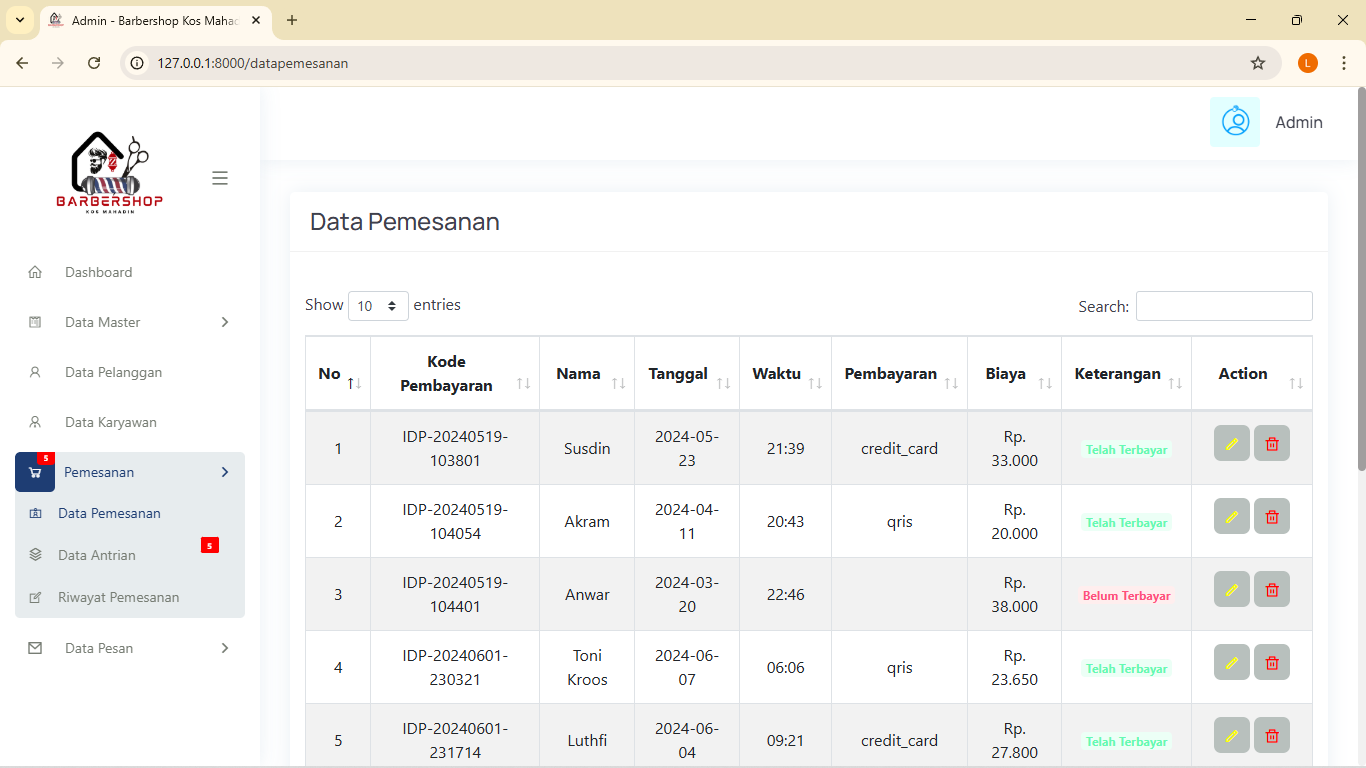 Admin - Barbershop Kos Mahad
127.0.0.1:8000/datapemesanan
L
BARBERSHOP
KOS MAHADIN
Admin
Dashboard
Data Master
Data Pelanggan
Data Karyawan
5
Pemesanan
Data Pemesanan
Data Antrian
5
Riwayat Pemesanan
Data Pesan
Data Pemesanan
Show 10 entries
Search:
No Kode Pembayaran Nama Tanggal Waktu Pembayaran Biaya Keterangan Action
1 IDP-20240519-103801 Susdin 2024-05-23 21:39 credit_card Rp. 33.000 Telah Terbayar
2 IDP-20240519-104054 Akram 2024-04-11 20:43 qris Rp. 20.000 Telah Terbayar
3 IDP-20240519-104401 Anwar 2024-03-20 22:46 Rp. 38.000 Belum Terbayar
4 IDP-20240601-230321 Toni Kroos 2024-06-07 06:06 qris Rp. 23.650 Telah Terbayar
5 IDP-20240601-231714 Luthfi 2024-06-04 09:21 credit_card Rp. 27.800 Telah Terbayar